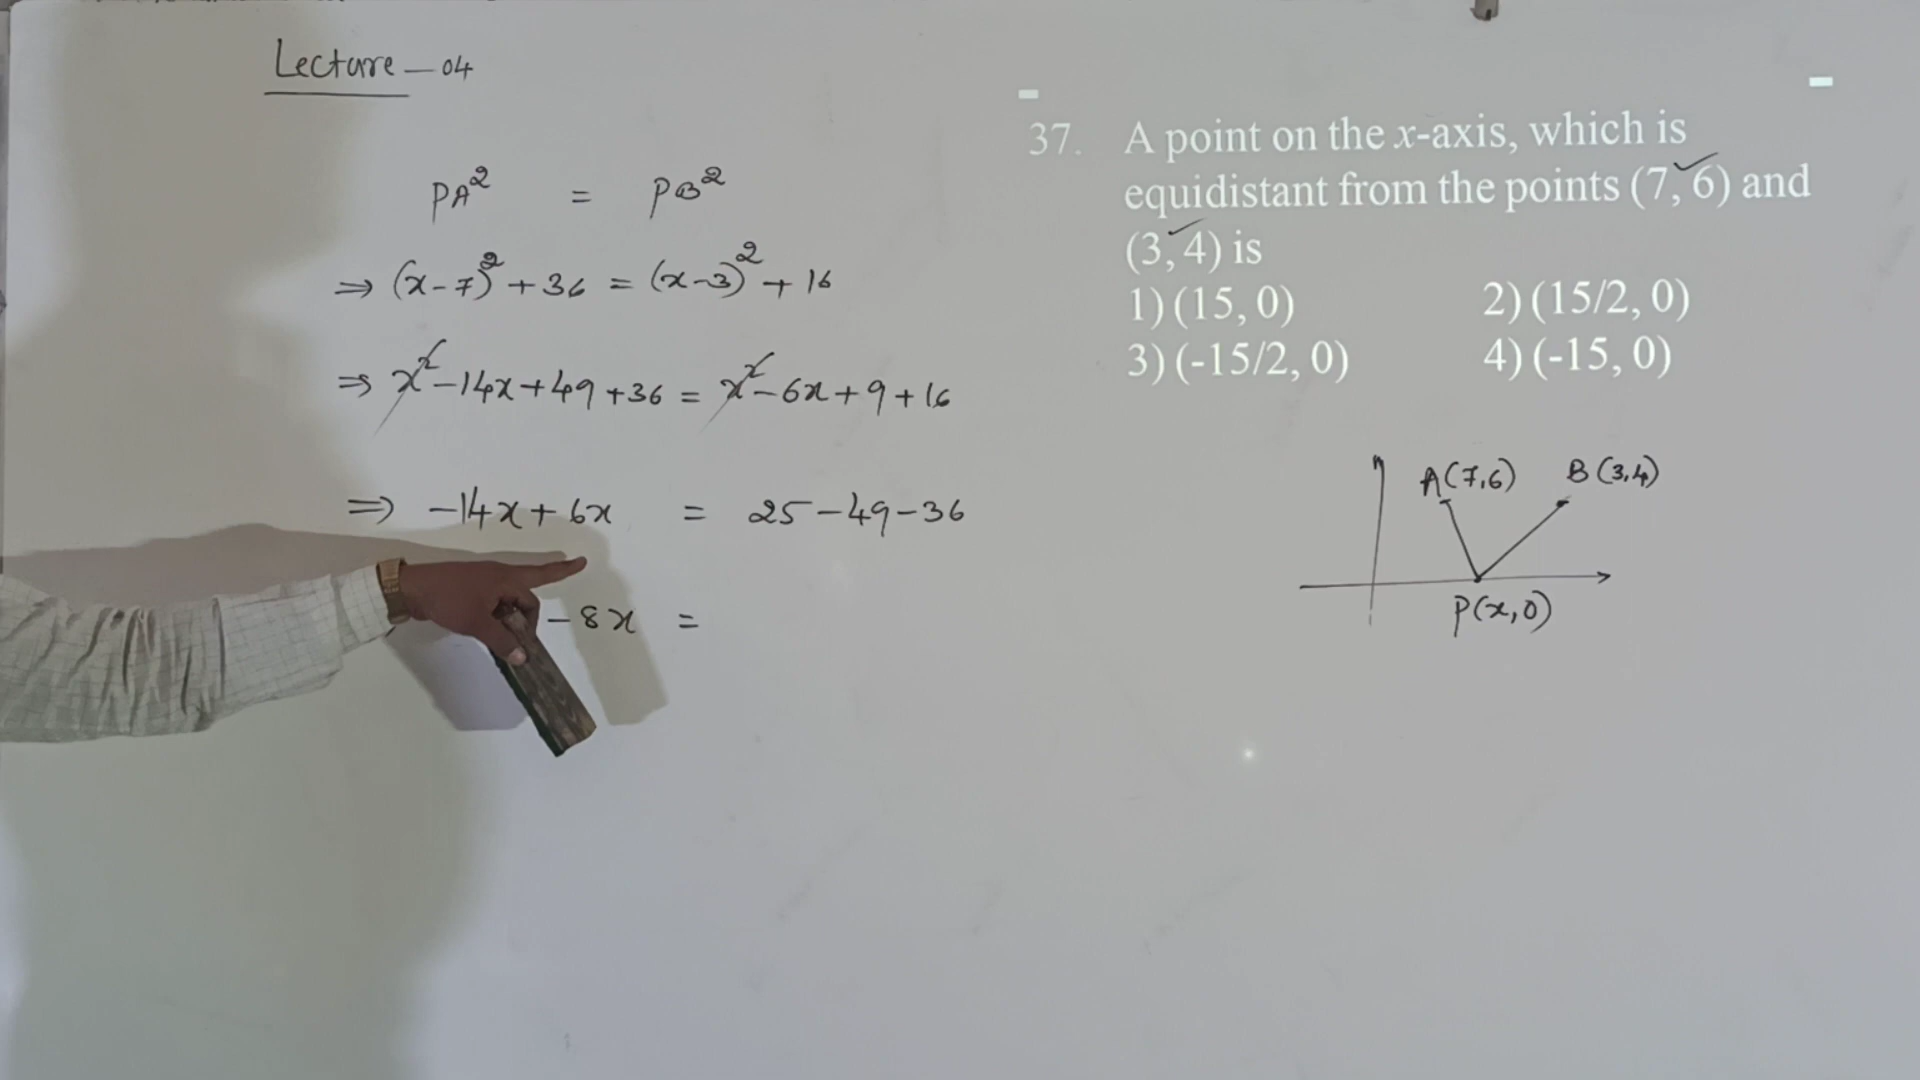 Lecture – 04
PA² = PB²
⇒ (x-7)² + 36 = (x-3)² + 16
⇒ x² - 14x + 49 + 36 = x² - 6x + 9 + 16
⇒ -14x + 6x = 25 - 49 - 36
-8x =
37. A point on the x-axis, which is
equidistant from the points (7, 6) and
(3, 4) is
1) (15, 0) 2) (15/2, 0)
3) (-15/2, 0) 4) (-15, 0)
A(7,6) B(3,4)
P(x,0)